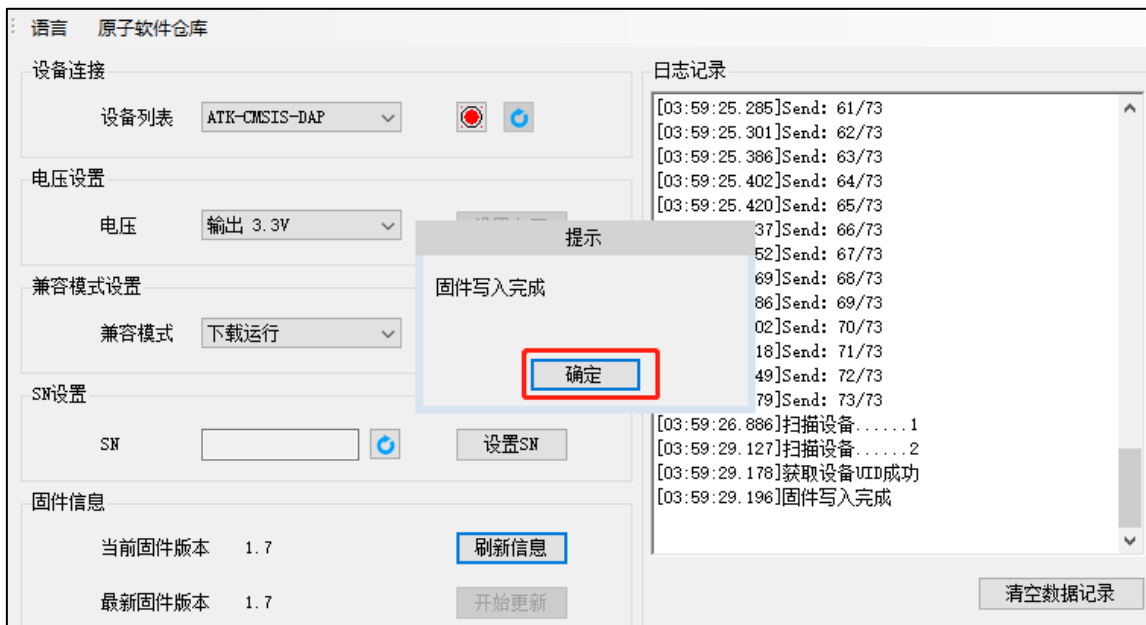 语言 原子软件仓库
设备连接
设备列表 ATK-CMSIS-DAP
电压设置
电压 输出 3.3V
兼容模式设置
兼容模式 下载运行
SN设置
SN 设置SN
固件信息
当前固件版本 1.7 刷新信息
最新固件版本 1.7 开始更新
提示
固件写入完成
确定
日志记录
[03:59:25.285]Send: 61/73
[03:59:25.301]Send: 62/73
[03:59:25.386]Send: 63/73
[03:59:25.402]Send: 64/73
[03:59:25.420]Send: 65/73
37]Send: 66/73
52]Send: 67/73
69]Send: 68/73
86]Send: 69/73
02]Send: 70/73
18]Send: 71/73
49]Send: 72/73
79]Send: 73/73
[03:59:26.886]扫描设备......1
[03:59:29.127]扫描设备......2
[03:59:29.178]获取设备UID成功
[03:59:29.196]固件写入完成
清空数据记录